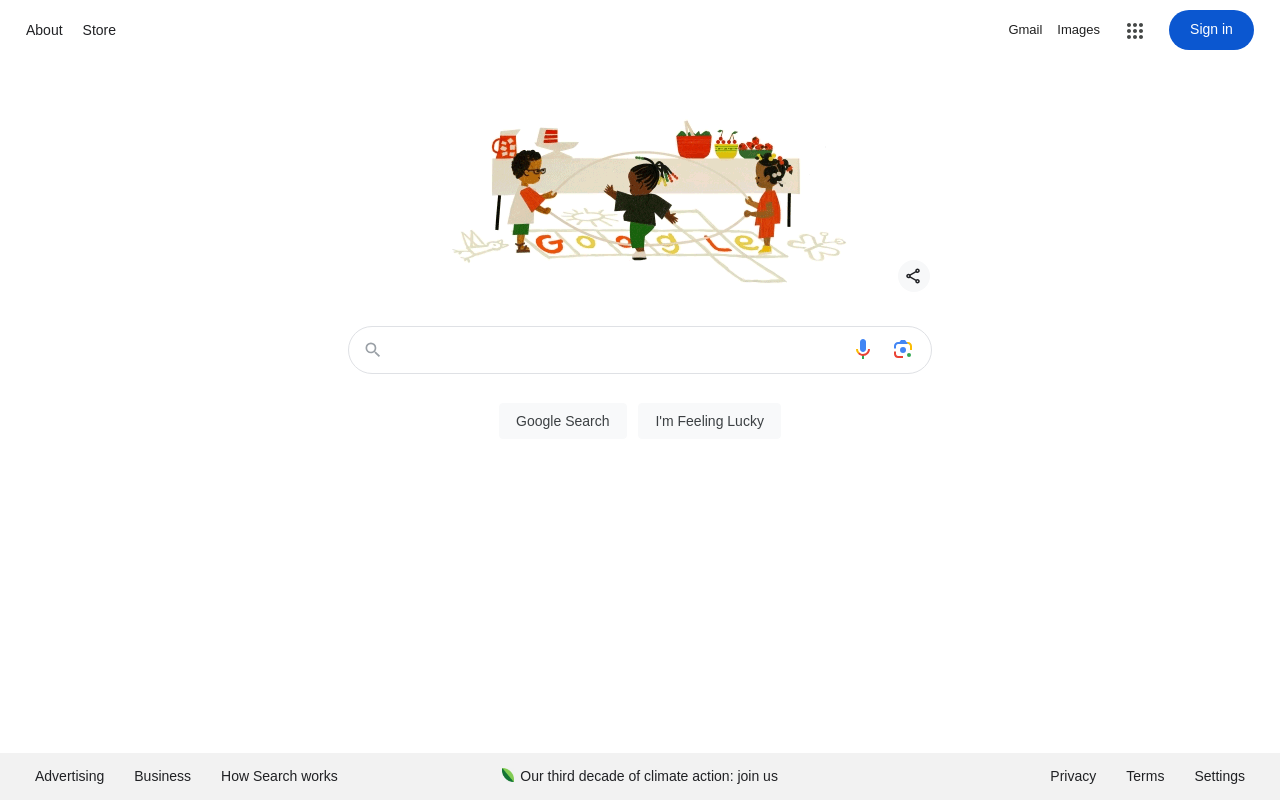 About Store
Gmail Images
Sign in
Google
Google Search
I'm Feeling Lucky
Advertising Business How Search works
Our third decade of climate action: join us
Privacy Terms Settings